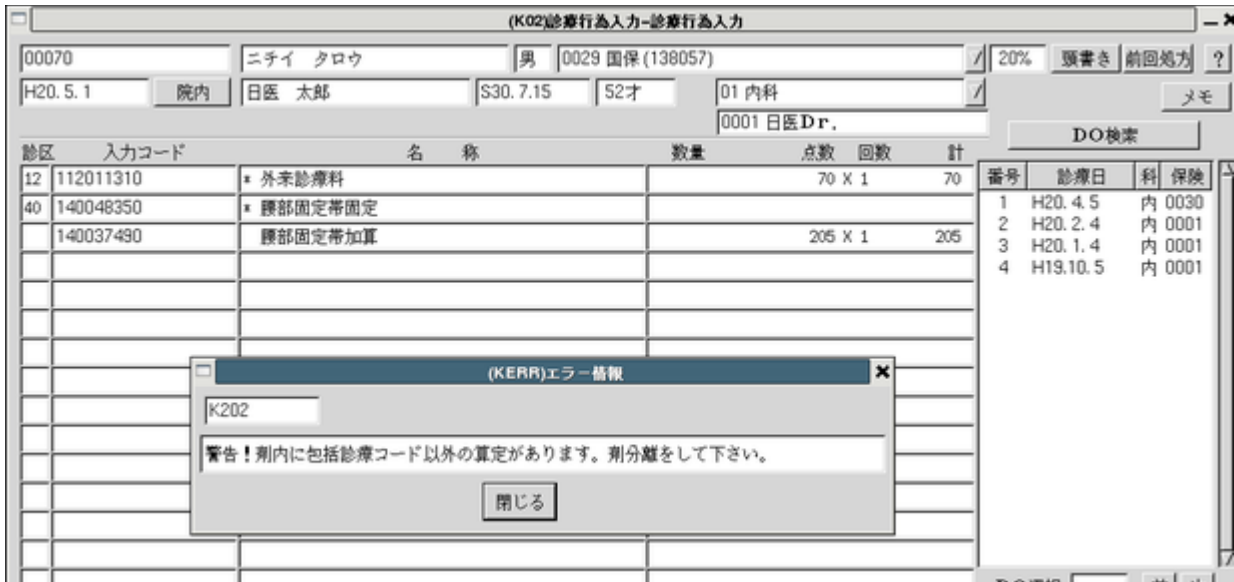 (K02)診療行為入力-診療行為入力
00070 ニチイ タロウ 男 0029 国保(138057) 20% 頭書き 前回処方 ?
H20. 5. 1 院内 日医 太郎 S30. 7.15 52才 01 内科 メモ
0001 日医Dr.
DO検索
診区 入力コード 名 称 数量 点数 回数 計
12 112011310 * 外来診療料 70 X 1 70
40 140048350 * 腰部固定帯固定
140037490 腰部固定帯加算 205 X 1 205
番号 診療日 科 保険
1 H20. 4. 5 内 0030
2 H20. 2. 4 内 0001
3 H20. 1. 4 内 0001
4 H19.10. 5 内 0001
(KERR)エラー情報
K202
警告!剤内に包括診療コード以外の算定があります。剤分離をして下さい。
閉じる